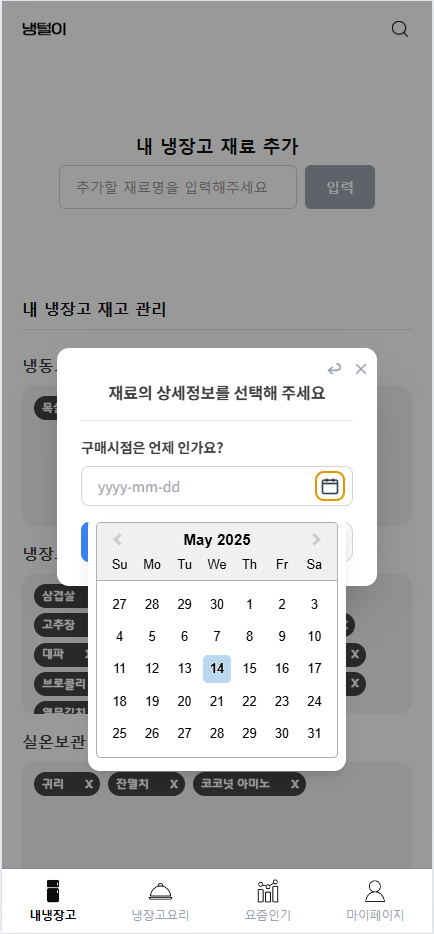 냉털이
내 냉장고 재료 추가
추가할 재료명을 입력해주세요
입력
내 냉장고 재고 관리
냉동
재료의 상세정보를 선택해 주세요
구매시점은 언제 인가요?
yyyy-mm-dd
냉장고
May 2025
Su Mo Tu We Th Fr Sa
27 28 29 30 1 2 3
4 5 6 7 8 9 10
11 12 13 14 15 16 17
18 19 20 21 22 23 24
25 26 27 28 29 30 31
삼겹살
고추장 x
대파 x x
브로콜리 x
열무김치
실온보관
귀리 x 잔멸치 x 코코넛 아미노 x
내냉장고 냉장고요리 요즘인기 마이페이지